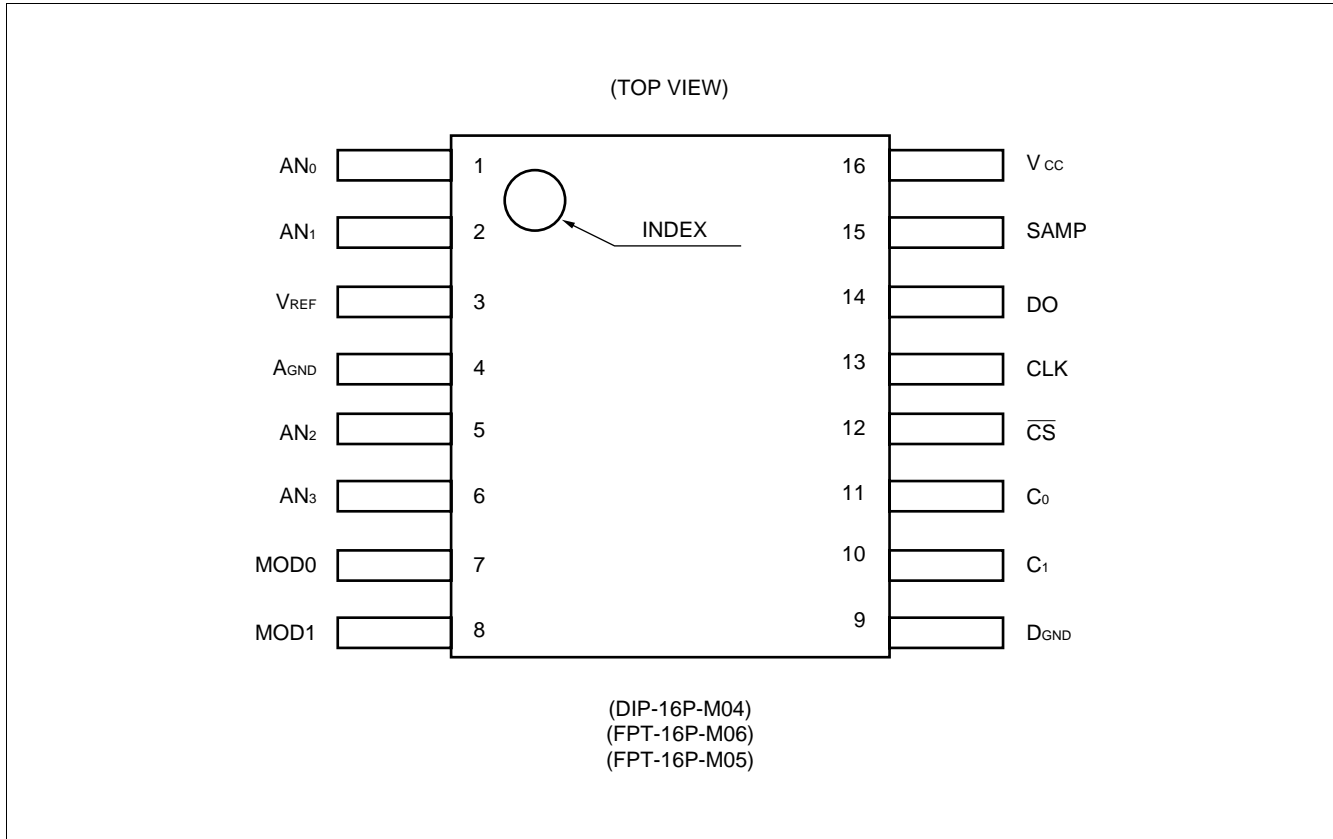 (TOP VIEW)
AN₀ 1 16 V CC
AN₁ 2 INDEX 15 SAMP
VREF 3 14 DO
AGND 4 13 CLK
AN₂ 5 12 C̅S̅
AN₃ 6 11 C₀
MOD0 7 10 C₁
MOD1 8 9 DGND
(DIP-16P-M04)
(FPT-16P-M06)
(FPT-16P-M05)